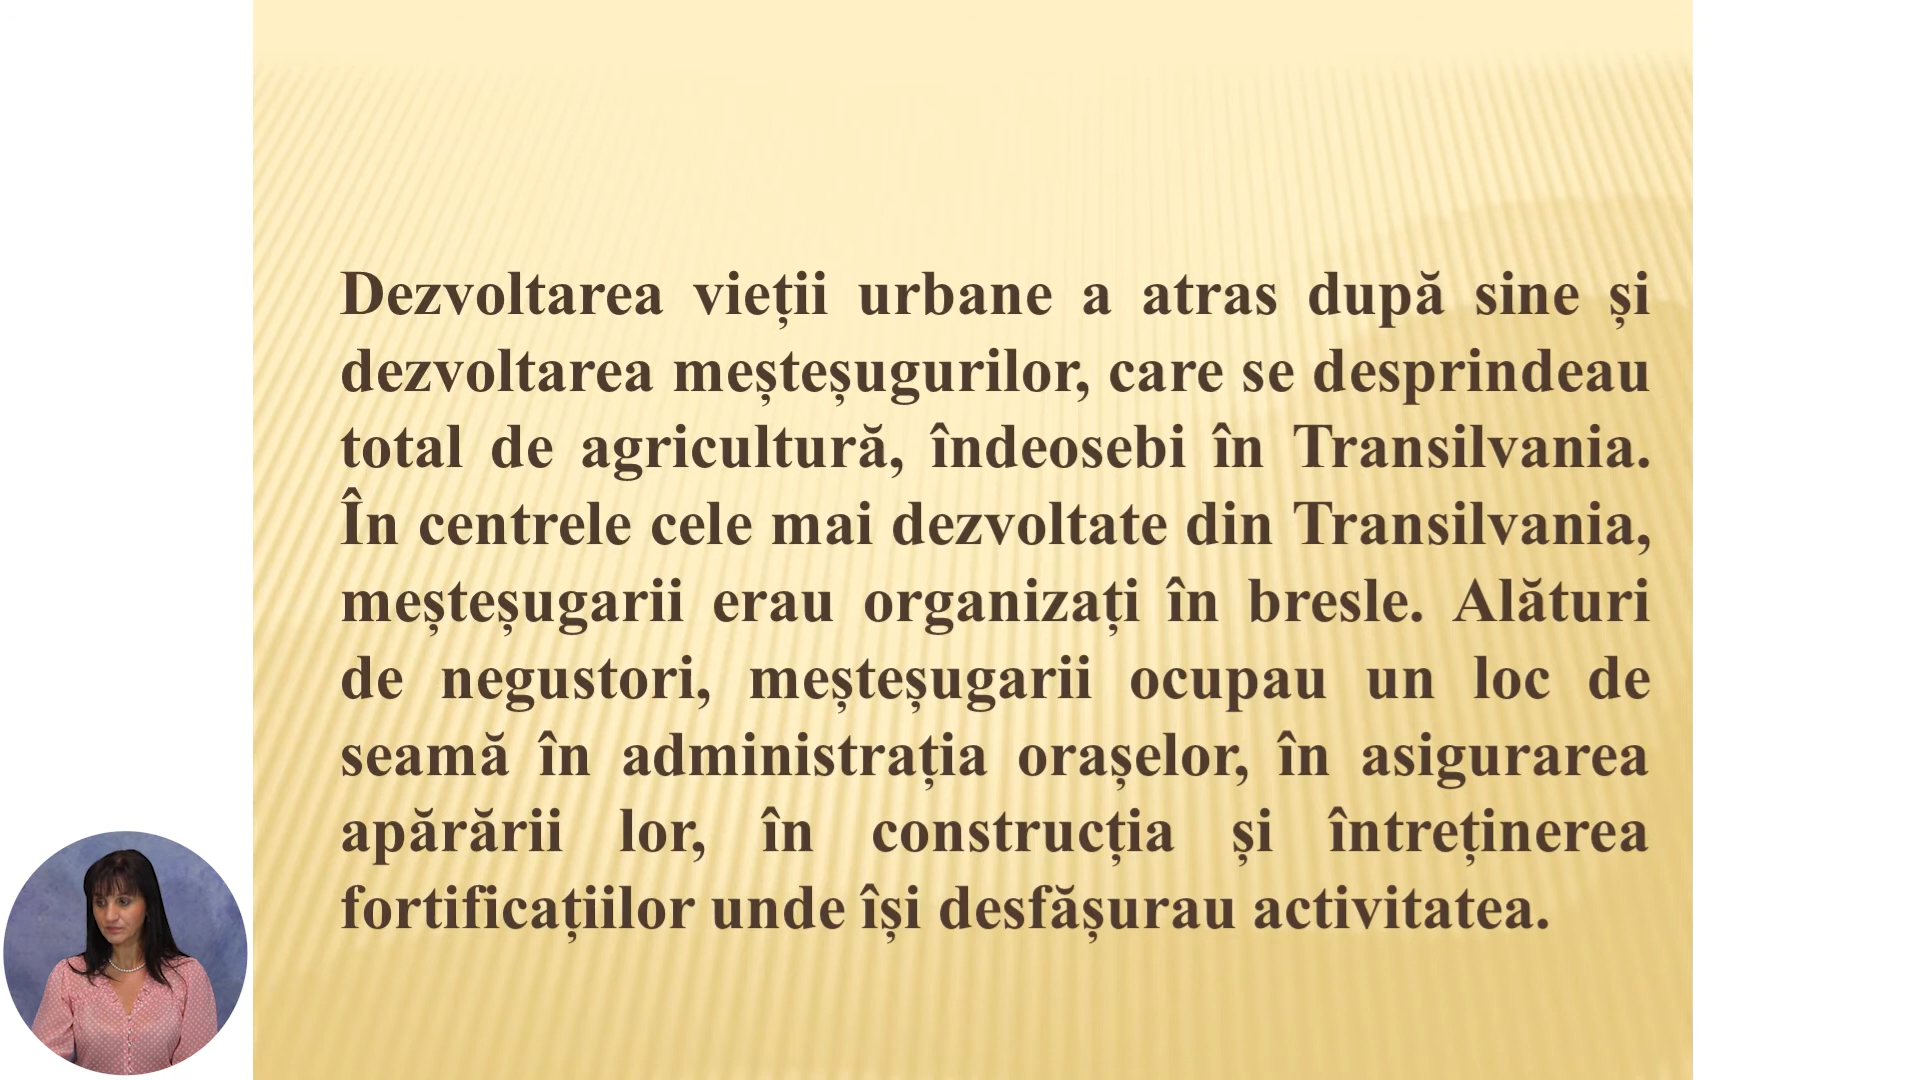 Dezvoltarea vieții urbane a atras după sine și
dezvoltarea meșteșugurilor, care se desprindeau
total de agricultură, îndeosebi în Transilvania.
În centrele cele mai dezvoltate din Transilvania,
meșteșugarii erau organizați în bresle. Alături
de negustori, meșteșugarii ocupau un loc de
seamă în administrația orașelor, în asigurarea
apărării lor, în construcția și întreținerea
fortificațiilor unde își desfășurau activitatea.